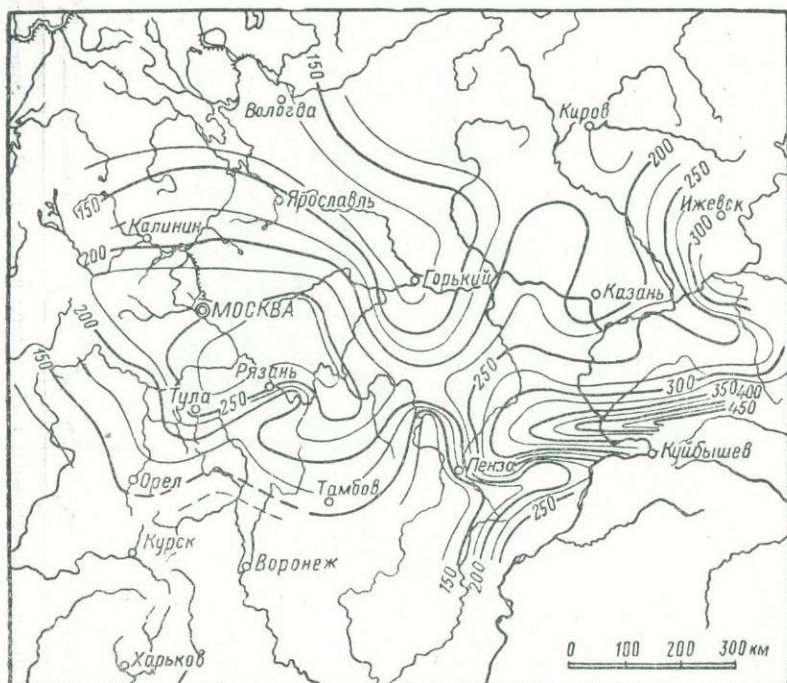 150
Вологда
Киров
200
250
Ижевск
300
150
Ярославль
Калинин
200
Горький
Казань
МОСКВА
200
150
Рязань
250
300
350
400
450
Тула
250
Пенза
Куйбышев
Орел
Тамбов
250
Курск
Воронеж
150
200
0 100 200 300 км
Харьков